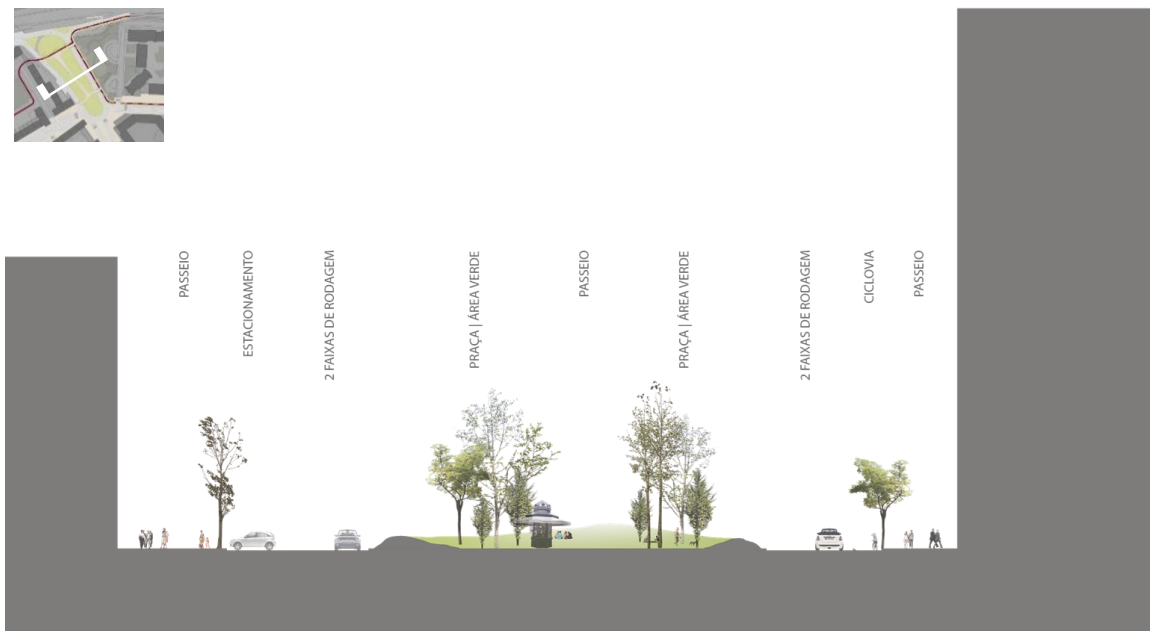 PASSEIO
ESTACIONAMENTO
2 FAIXAS DE RODAGEM
PRAÇA | ÁREA VERDE
PASSEIO
PRAÇA | ÁREA VERDE
2 FAIXAS DE RODAGEM
CICLOVIA
PASSEIO